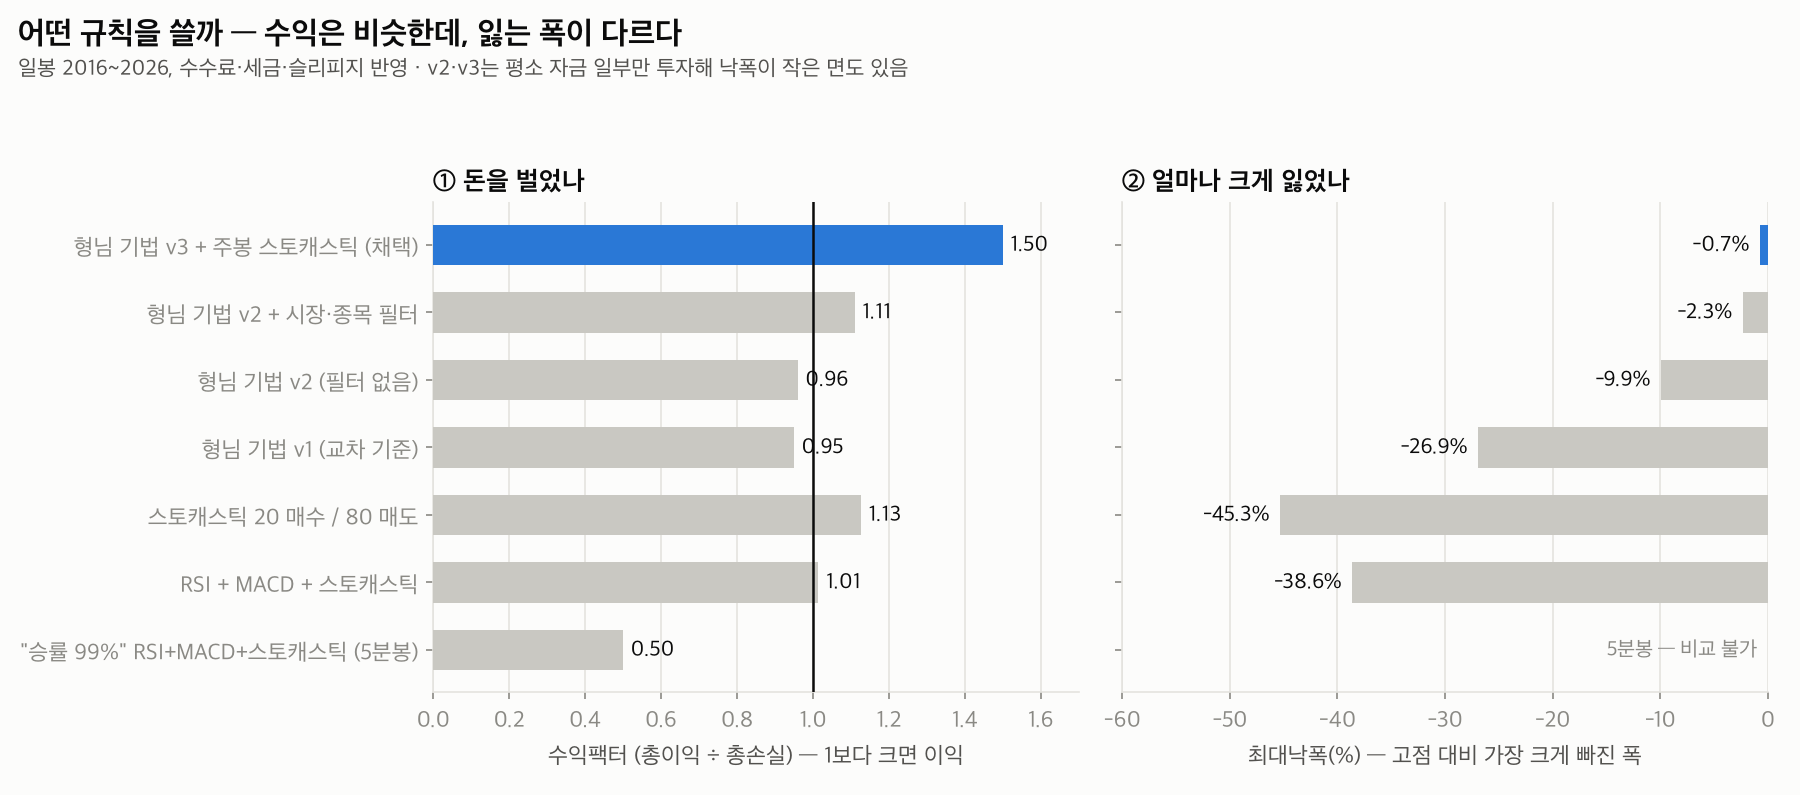 어떤 규칙을 쓸까 — 수익은 비슷한데, 잃는 폭이 다르다
일봉 2016~2026, 수수료·세금·슬리피지 반영 · v2·v3는 평소 자금 일부만 투자해 낙폭이 작은 면도 있음
① 돈을 벌었나
형님 기법 v3 + 주봉 스토캐스틱 (채택)
1.50
형님 기법 v2 + 시장·종목 필터
1.11
형님 기법 v2 (필터 없음)
0.96
형님 기법 v1 (교차 기준)
0.95
스토캐스틱 20 매수 / 80 매도
1.13
RSI + MACD + 스토캐스틱
1.01
"승률 99%" RSI+MACD+스토캐스틱 (5분봉)
0.50
0.0 0.2 0.4 0.6 0.8 1.0 1.2 1.4 1.6
수익팩터 (총이익 ÷ 총손실) — 1보다 크면 이익
② 얼마나 크게 잃었나
-0.7%
-2.3%
-9.9%
-26.9%
-45.3%
-38.6%
5분봉 — 비교 불가
-60 -50 -40 -30 -20 -10 0
최대낙폭(%) — 고점 대비 가장 크게 빠진 폭